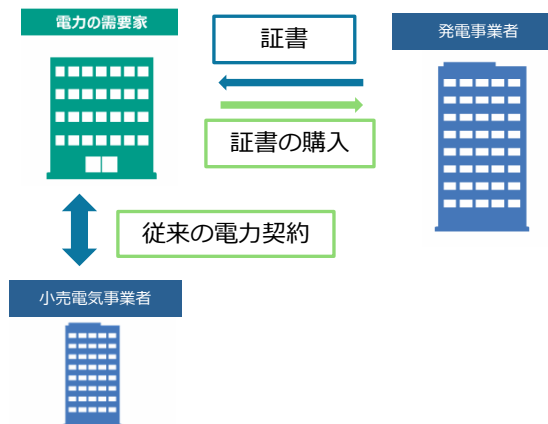 電力の需要家
証書
発電事業者
証書の購入
従来の電力契約
小売電気事業者